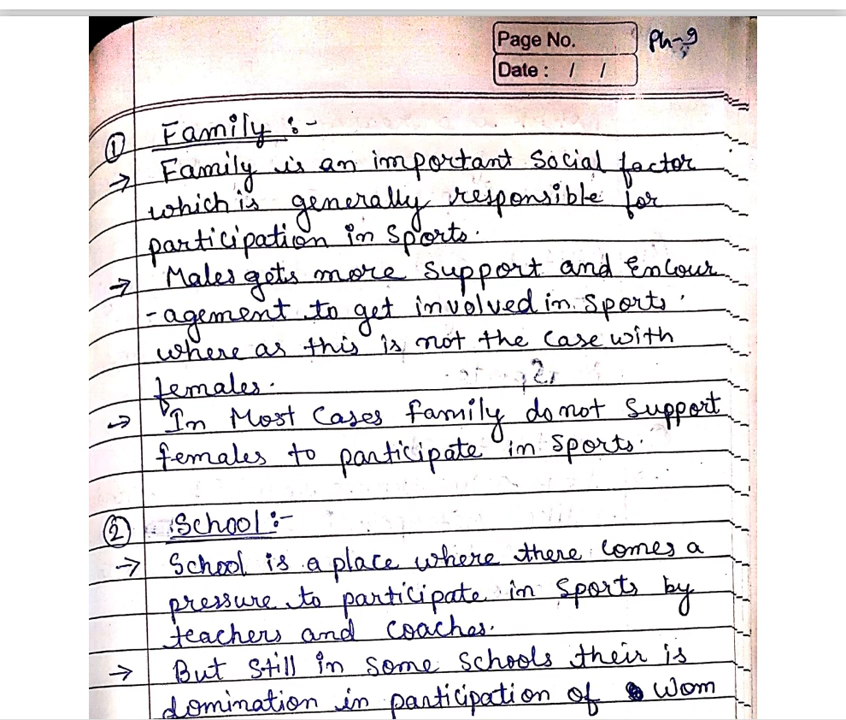 Page No.
Ph-9
Date : / /
① Family :-
→ Family is an important social factor
which is generally responsible for
participation in sports.
→ Males gets more support and Encour
-agement to get involved in sports.
where as this is not the case with
females.
→ In Most Cases family do not support
females to participate in sports.
② School :-
→ School is a place where there comes a
pressure to participate in sports by
teachers and coaches.
→ But still in some schools their is
domination in participation of wom